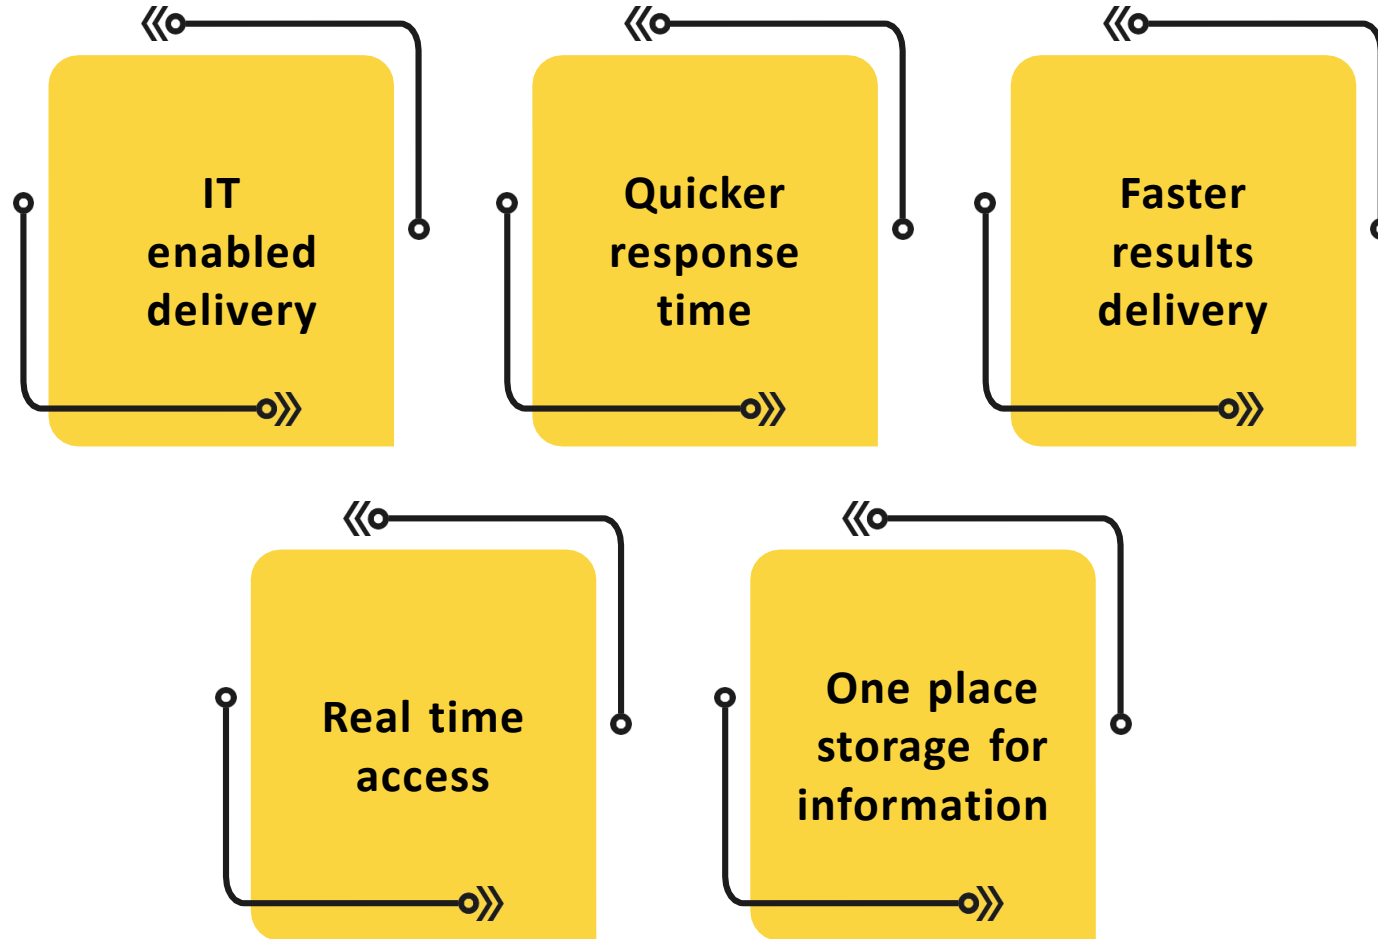 IT
enabled
delivery
Quicker
response
time
Faster
results
delivery
Real time
access
One place
storage for
information